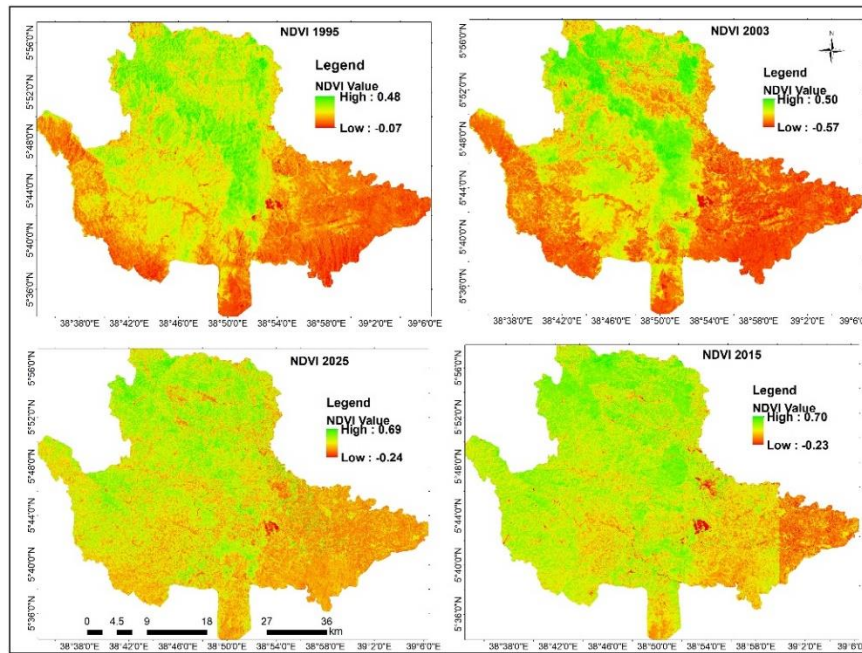 NDVI 1995
Legend
NDVI Value
High : 0.48
Low : -0.07
5°56'0"N
5°52'0"N
5°48'0"N
5°44'0"N
5°40'0"N
5°36'0"N
38°38'0"E 38°42'0"E 38°46'0"E 38°50'0"E 38°54'0"E 38°58'0"E 39°2'0"E 39°6'0"E
NDVI 2003
N
Legend
NDVI Value
High : 0.50
Low : -0.57
5°56'0"N
5°52'0"N
5°48'0"N
5°44'0"N
5°40'0"N
5°36'0"N
38°38'0"E 38°42'0"E 38°46'0"E 38°50'0"E 38°54'0"E 38°58'0"E 39°2'0"E 39°6'0"E
NDVI 2025
Legend
NDVI Value
High : 0.69
Low : -0.24
5°56'0"N
5°52'0"N
5°48'0"N
5°44'0"N
5°40'0"N
5°36'0"N
0 4.5 9 18 27 36
km
38°38'0"E 38°42'0"E 38°46'0"E 38°50'0"E 38°54'0"E 38°58'0"E 39°2'0"E 39°6'0"E
NDVI 2015
Legend
NDVI Value
High : 0.70
Low : -0.23
5°56'0"N
5°52'0"N
5°48'0"N
5°44'0"N
5°40'0"N
5°36'0"N
38°38'0"E 38°42'0"E 38°46'0"E 38°50'0"E 38°54'0"E 38°58'0"E 39°2'0"E 39°6'0"E